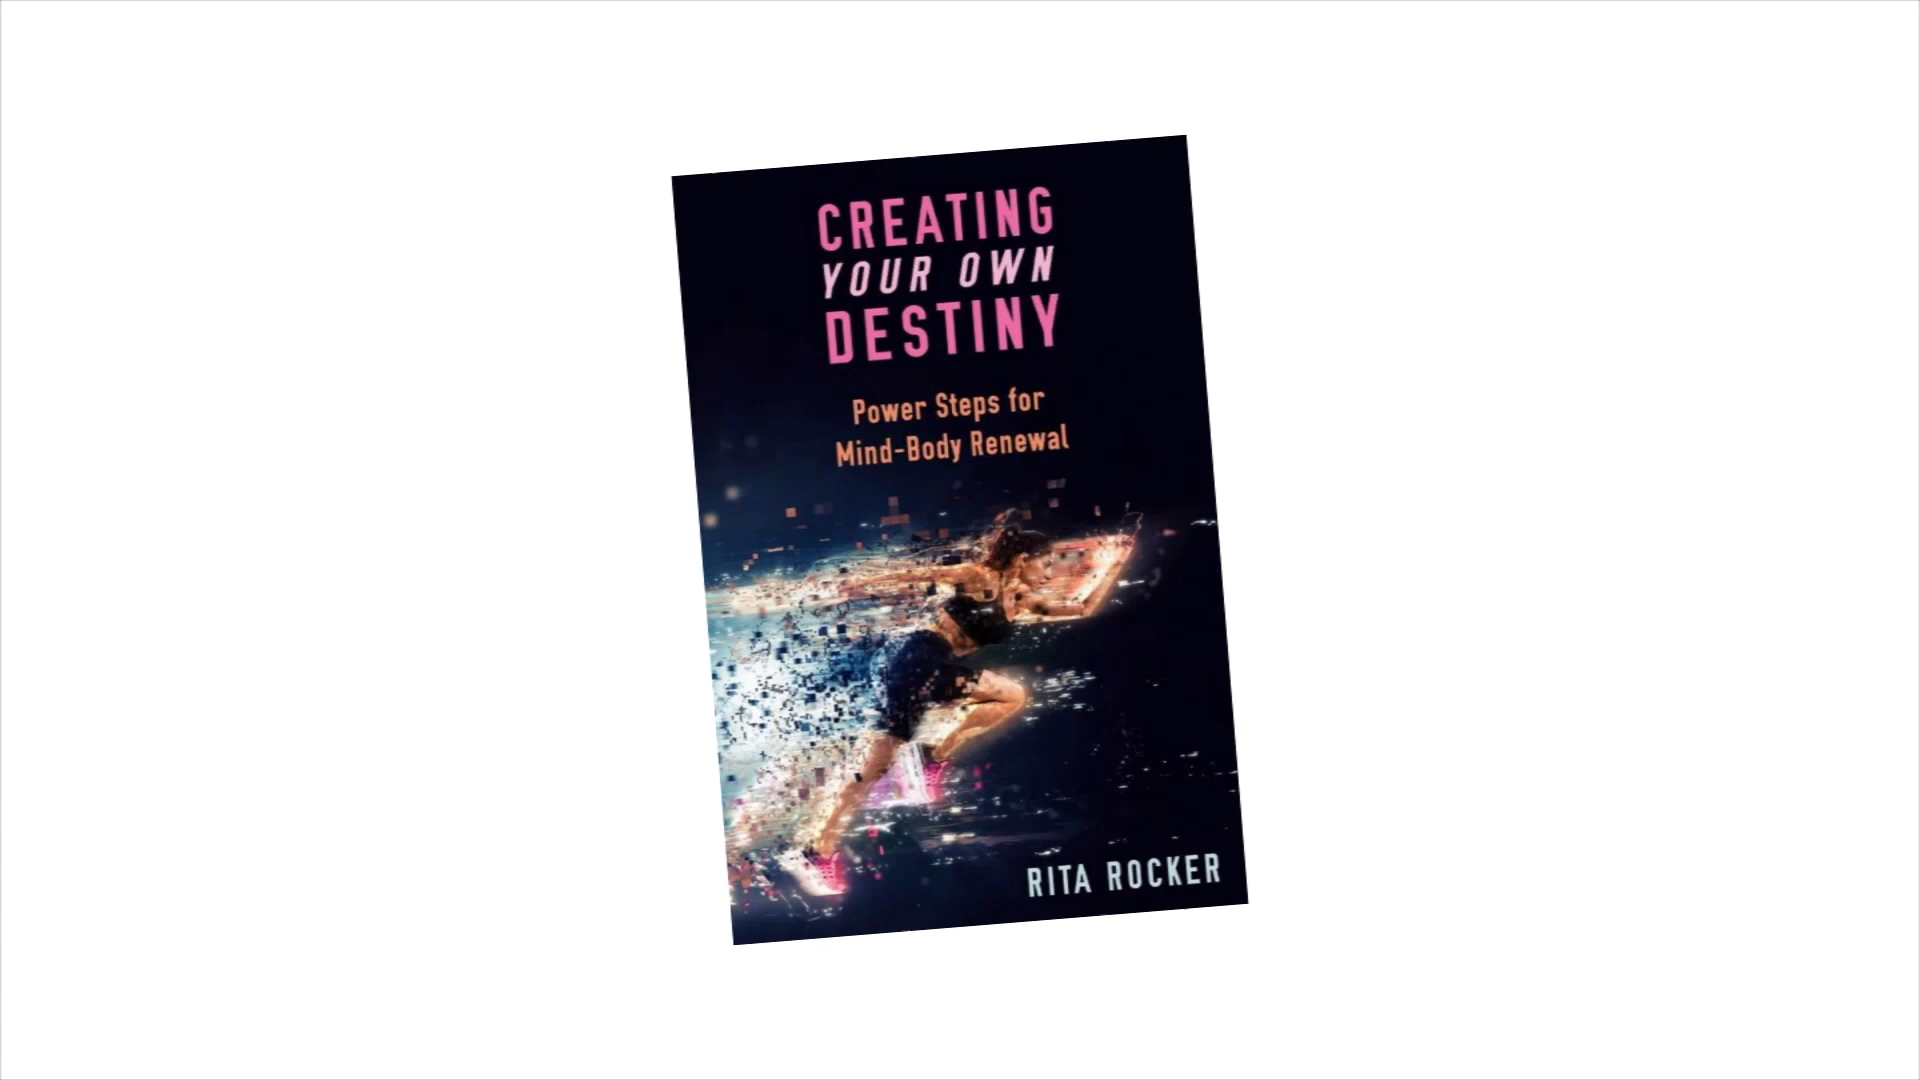 CREATING
YOUR OWN
DESTINY
Power Steps for
Mind-Body Renewal
RITA ROCKER